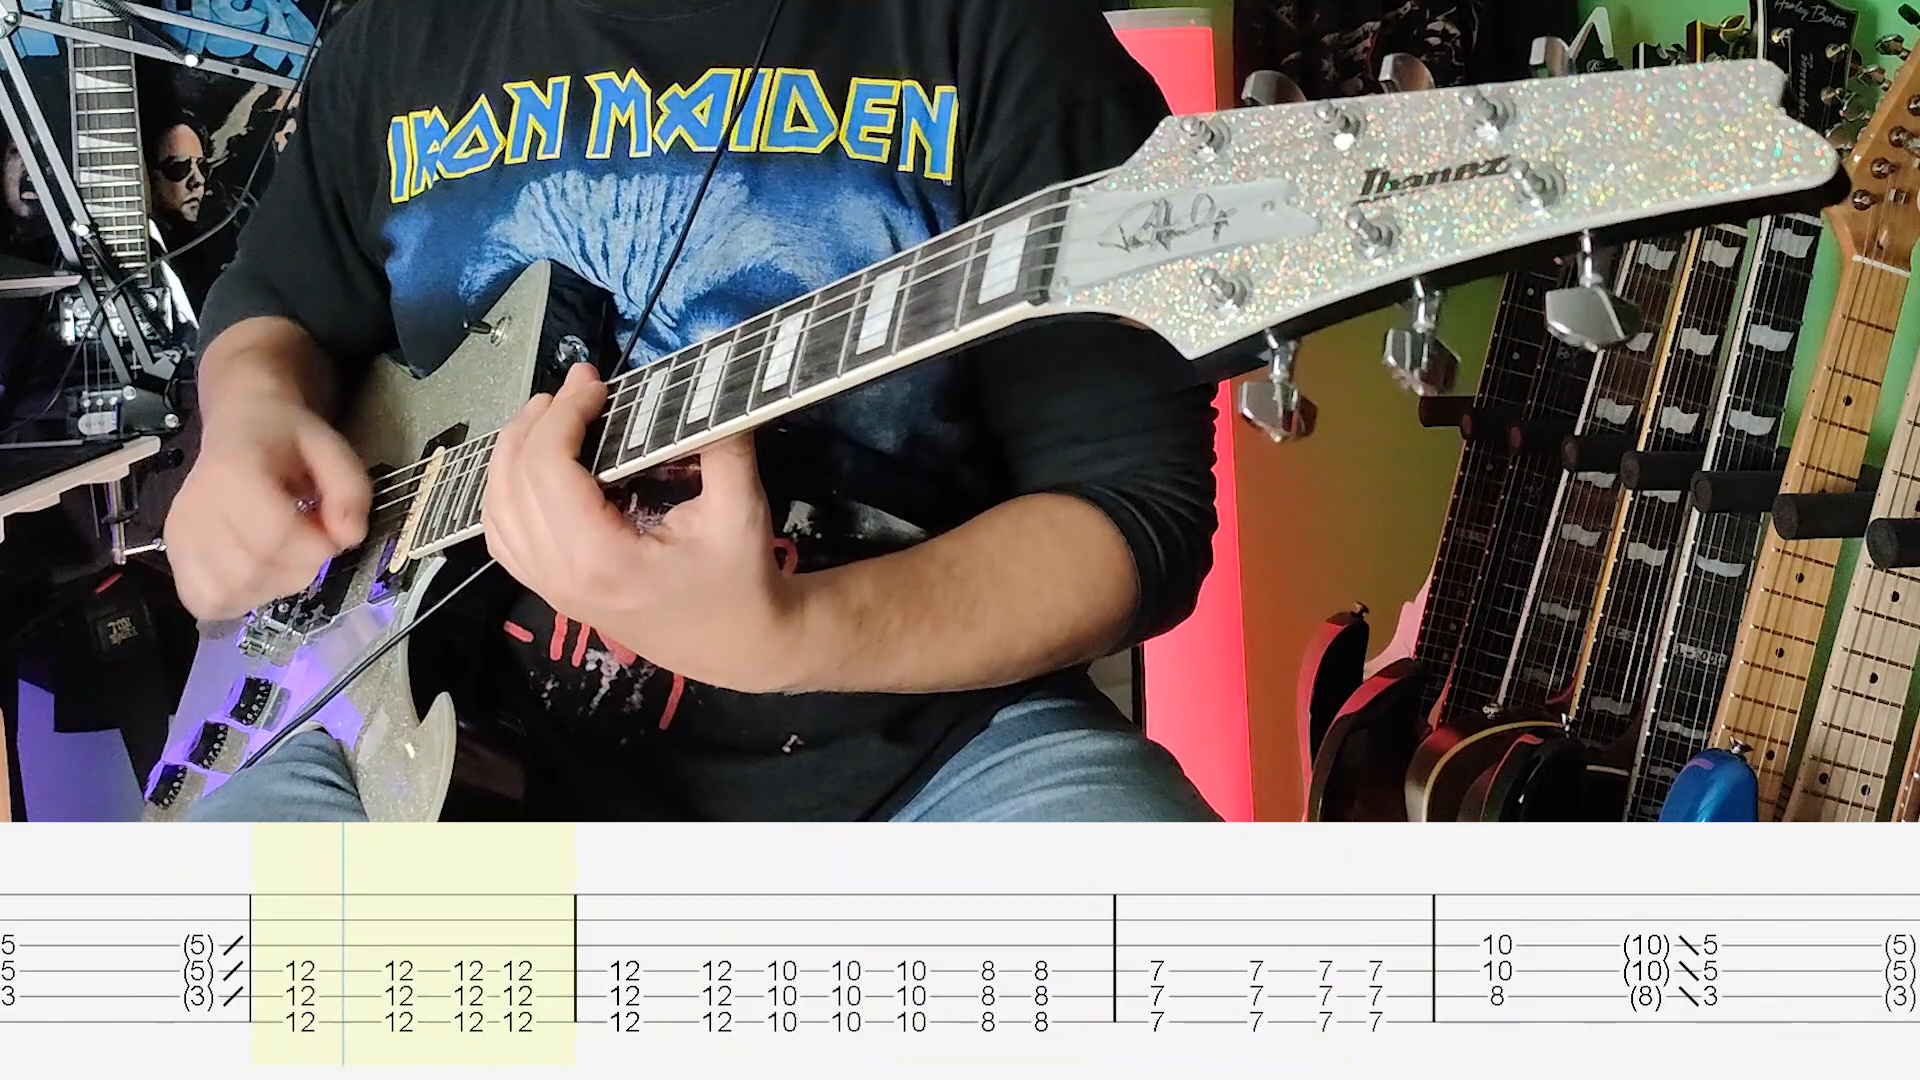 Harley Benton
IRON MAIDEN
Ibanez
5 (5) 10 (10) 5 (5)
5 (5) 12 12 12 12 12 12 10 10 10 8 8 7 7 7 7 10 (10) 5 (5)
3 (3) 12 12 12 12 12 12 10 10 10 8 8 7 7 7 7 8 (8) 3 (3)
12 12 12 12 12 12 10 10 10 8 8 7 7 7 7